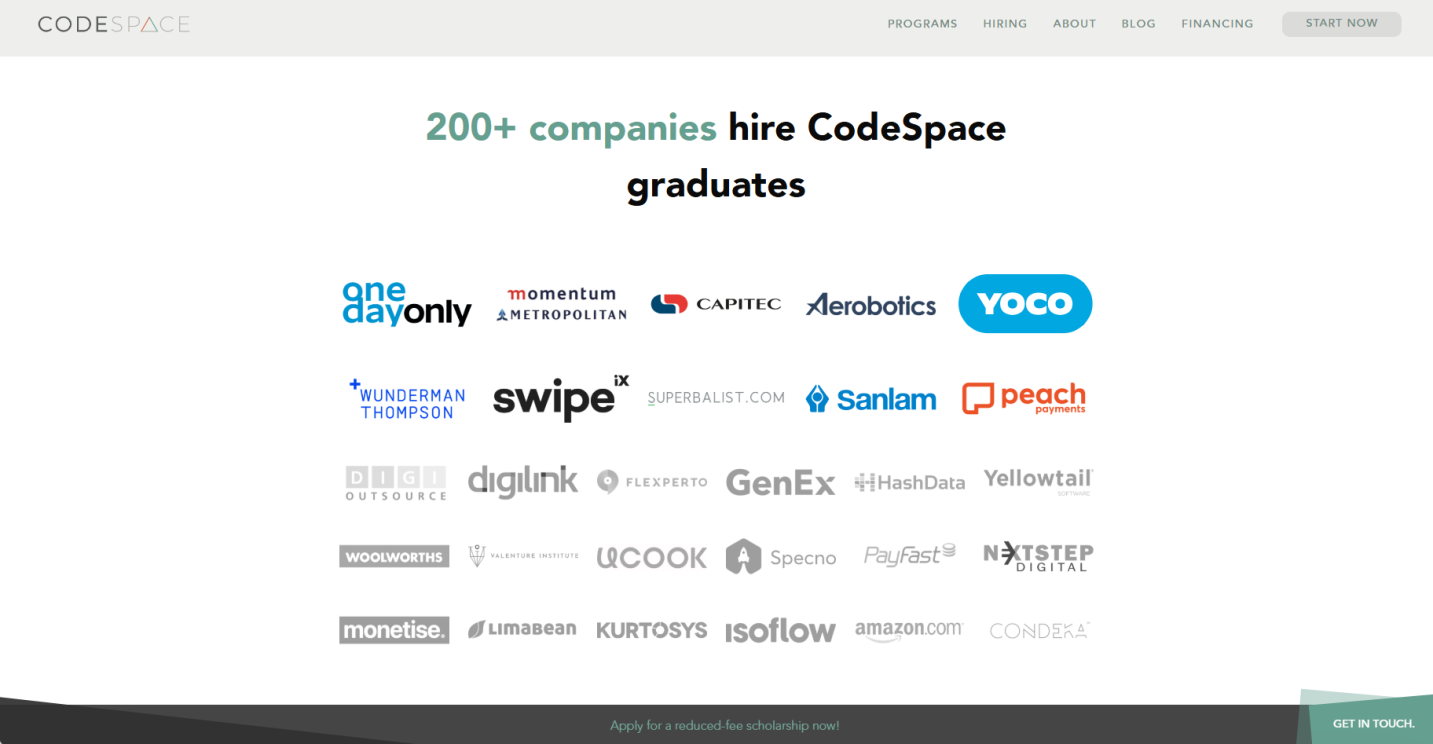 CODESPACE
PROGRAMS HIRING ABOUT BLOG FINANCING START NOW
200+ companies hire CodeSpace
graduates
one
dayonly
momentum
METROPOLITAN
CAPITEC
Aerobotics
YOCO
WUNDERMAN
THOMPSON
swipe iX
SUPERBALIST.COM
Sanlam
peach
payments
DIGI
OUTSOURCE
digilink
FLEXPERTO
GenEx
HashData
Yellowtail
SOFTWARE
WOOLWORTHS
VALENTURE INSTITUTE
UCOOK
Specno
PayFast
NEXTSTEP
DIGITAL
monetise.
LIMABEAN
KURTOSYS
ISOFLOW
amazon.com
CONDEKA
Apply for a reduced-fee scholarship now!
GET IN TOUCH.